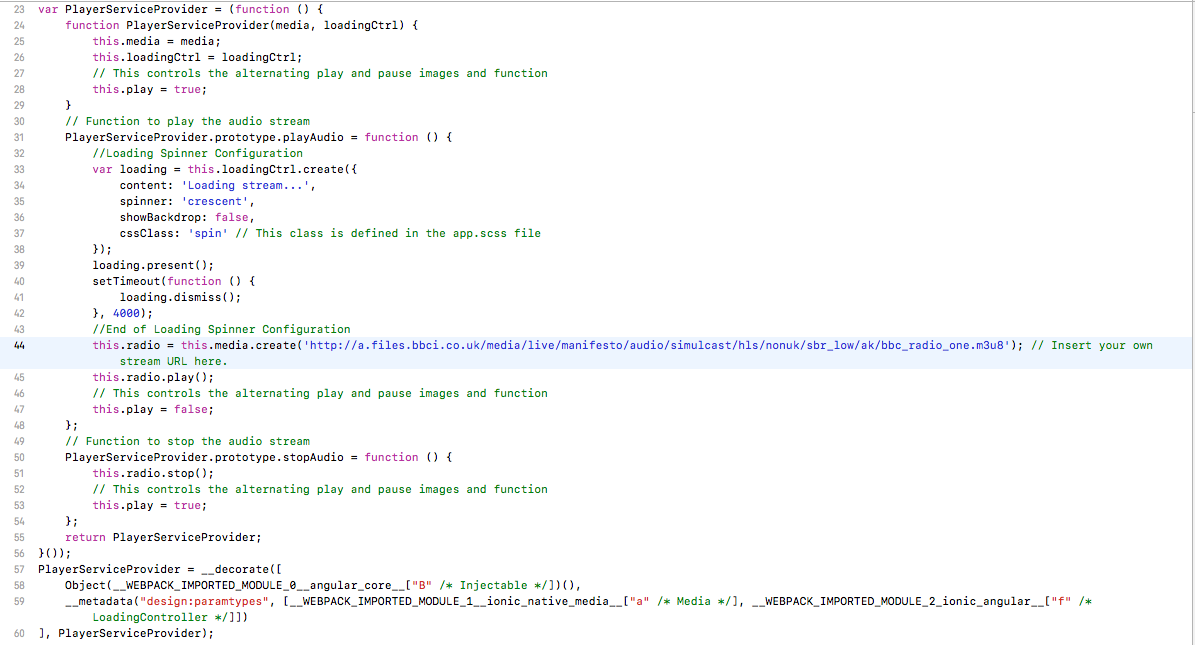 23 var PlayerServiceProvider = (function () {
24     function PlayerServiceProvider(media, loadingCtrl) {
25         this.media = media;
26         this.loadingCtrl = loadingCtrl;
27         // This controls the alternating play and pause images and function
28         this.play = true;
29     }
30     // Function to play the audio stream
31     PlayerServiceProvider.prototype.playAudio = function () {
32         //Loading Spinner Configuration
33         var loading = this.loadingCtrl.create({
34             content: 'Loading stream...',
35             spinner: 'crescent',
36             showBackdrop: false,
37             cssClass: 'spin' // This class is defined in the app.scss file
38         });
39         loading.present();
40         setTimeout(function () {
41             loading.dismiss();
42         }, 4000);
43         //End of Loading Spinner Configuration
44         this.radio = this.media.create('http://a.files.bbci.co.uk/media/live/manifesto/audio/simulcast/hls/nonuk/sbr_low/ak/bbc_radio_one.m3u8'); // Insert your own
            stream URL here.
45         this.radio.play();
46         // This controls the alternating play and pause images and function
47         this.play = false;
48     };
49     // Function to stop the audio stream
50     PlayerServiceProvider.prototype.stopAudio = function () {
51         this.radio.stop();
52         // This controls the alternating play and pause images and function
53         this.play = true;
54     };
55     return PlayerServiceProvider;
56 }());
57 PlayerServiceProvider = __decorate([
58     Object(__WEBPACK_IMPORTED_MODULE_0__angular_core__["B" /* Injectable */])(),
59     __metadata("design:paramtypes", [__WEBPACK_IMPORTED_MODULE_1__ionic_native_media__["a" /* Media */], __WEBPACK_IMPORTED_MODULE_2_ionic_angular__["f" /*
        LoadingController */]])
60 ], PlayerServiceProvider);